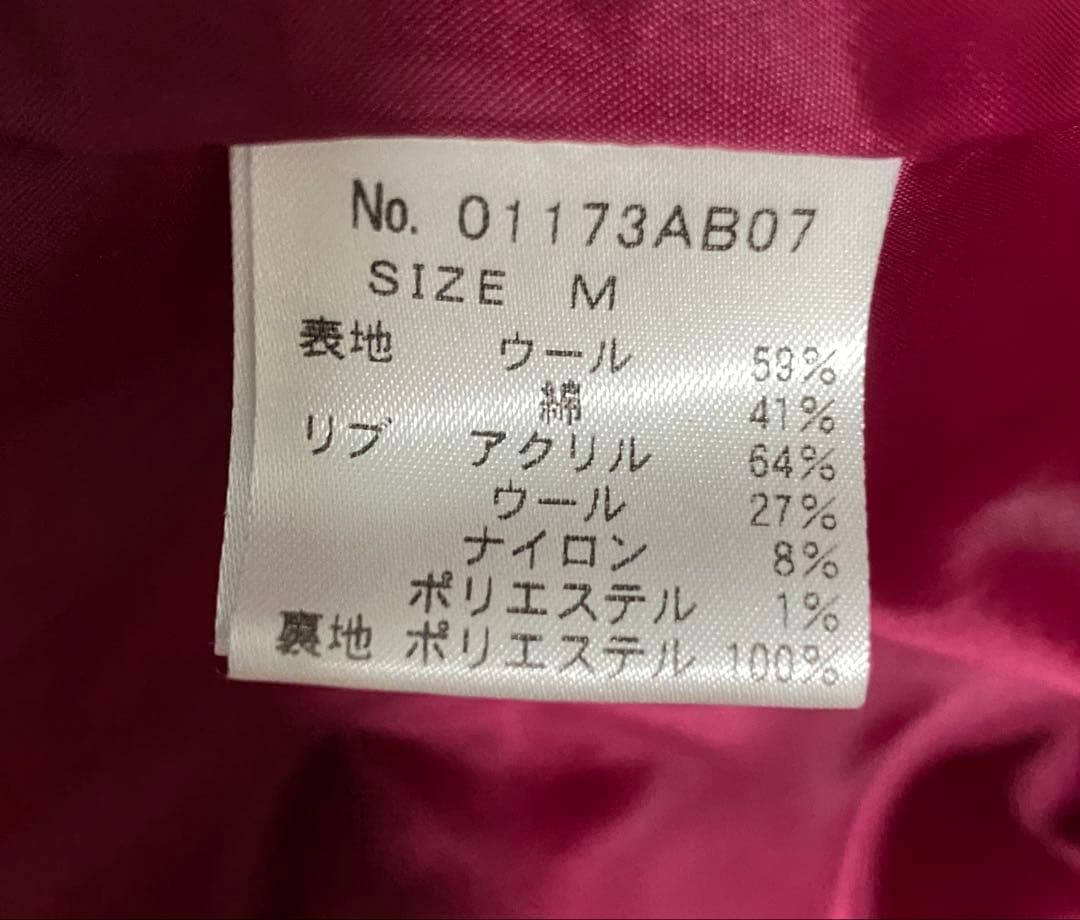 No. 01173AB07
SIZE M
表地 ウール 59%
綿 41%
リブ アクリル 64%
ウール 27%
ナイロン 8%
ポリエステル 1%
裏地 ポリエステル 100%